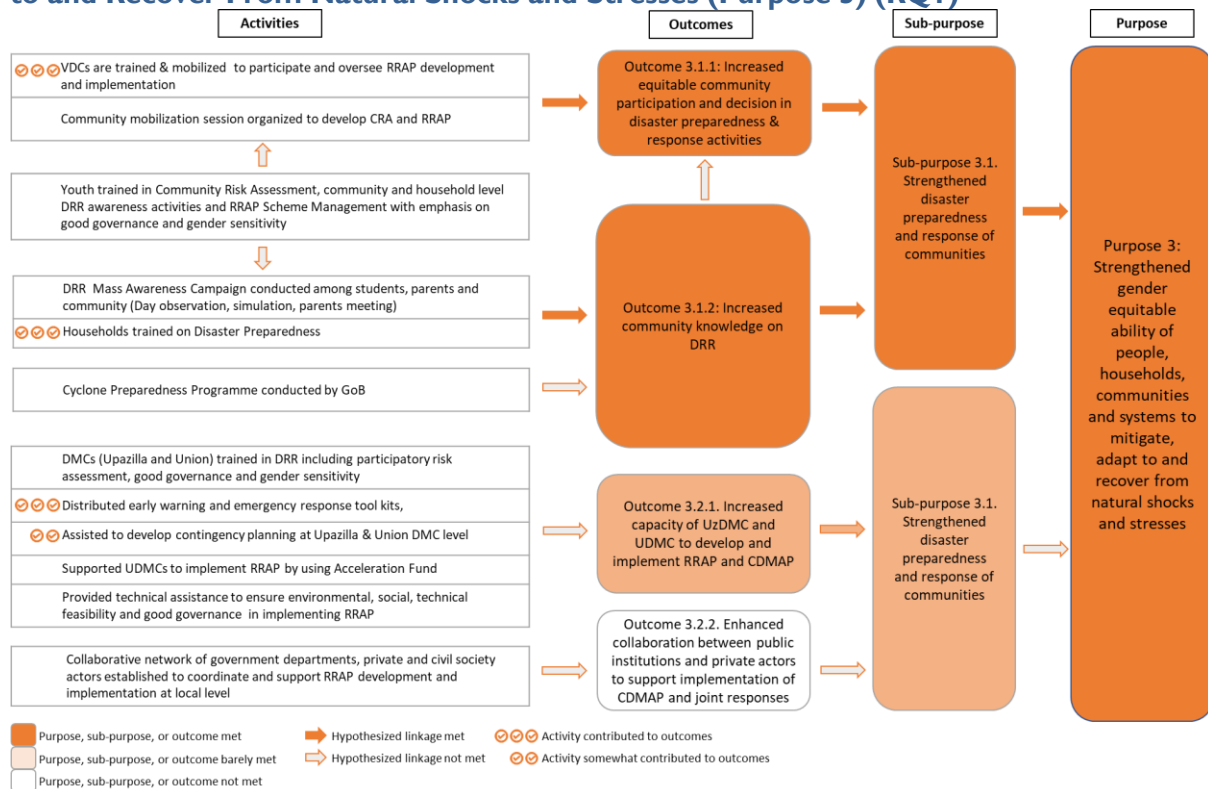 to and Recover From Natural Shocks and Stresses (Purpose 3) (RQ1)
Activities
Outcomes
Sub-purpose
Purpose
VDCs are trained & mobilized to participate and oversee RRAP development
and implementation
Community mobilization session organized to develop CRA and RRAP
Youth trained in Community Risk Assessment, community and household level
DRR awareness activities and RRAP Scheme Management with emphasis on
good governance and gender sensitivity
DRR Mass Awareness Campaign conducted among students, parents and
community (Day observation, simulation, parents meeting)
Households trained on Disaster Preparedness
Cyclone Preparedness Programme conducted by GoB
DMCs (Upazilla and Union) trained in DRR including participatory risk
assessment, good governance and gender sensitivity
Distributed early warning and emergency response tool kits,
Assisted to develop contingency planning at Upazilla & Union DMC level
Supported UDMCs to implement RRAP by using Acceleration Fund
Provided technical assistance to ensure environmental, social, technical
feasibility and good governance in implementing RRAP
Collaborative network of government departments, private and civil society
actors established to coordinate and support RRAP development and
implementation at local level
Outcome 3.1.1: Increased
equitable community
participation and decision in
disaster preparedness &
response activities
Outcome 3.1.2: Increased
community knowledge on
DRR
Outcome 3.2.1. Increased
capacity of UzDMC and
UDMC to develop and
implement RRAP and CDMAP
Outcome 3.2.2. Enhanced
collaboration between public
institutions and private actors
to support implementation of
CDMAP and joint responses
Sub-purpose 3.1.
Strengthened
disaster
preparedness
and response of
communities
Sub-purpose 3.1.
Strengthened
disaster
preparedness
and response of
communities
Purpose 3:
Strengthened
gender
equitable
ability of
people,
households,
communities
and systems to
mitigate,
adapt to and
recover from
natural shocks
and stresses
Purpose, sub-purpose, or outcome met
Purpose, sub-purpose, or outcome barely met
Purpose, sub-purpose, or outcome not met
Hypothesized linkage met
Hypothesized linkage not met
Activity contributed to outcomes
Activity somewhat contributed to outcomes